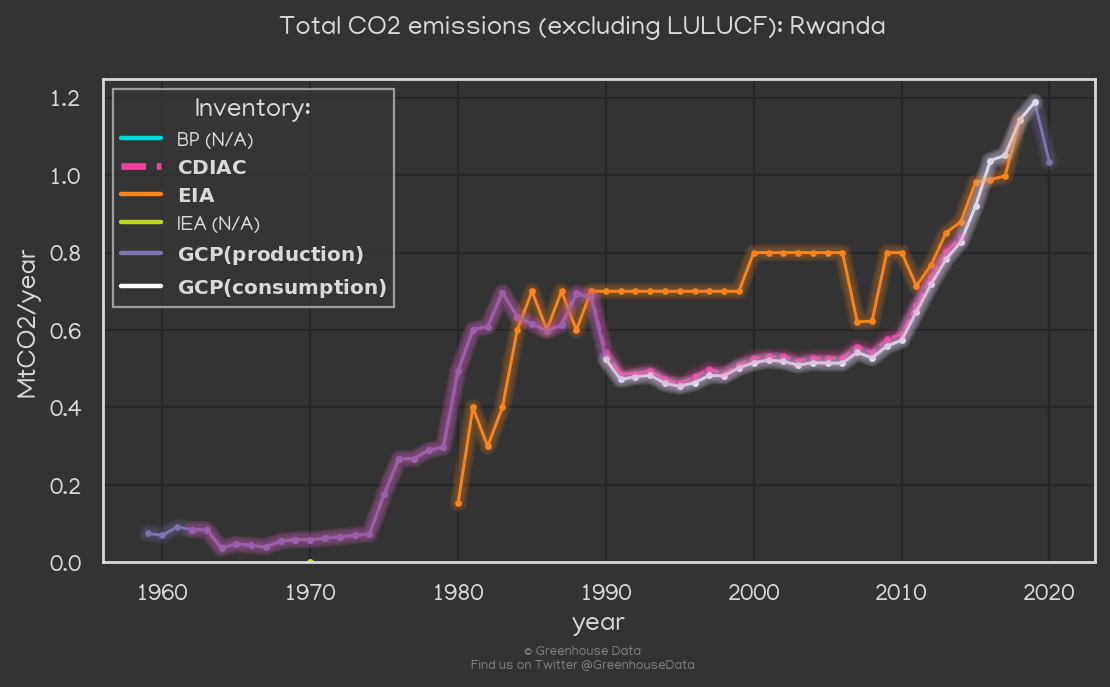 Total CO2 emissions (excluding LULUCF): Rwanda
Inventory:
BP (N/A)
CDIAC
EIA
IEA (N/A)
GCP(production)
GCP(consumption)
MtCO2/year
1.2
1.0
0.8
0.6
0.4
0.2
0.0
1960 1970 1980 1990 2000 2010 2020
year
© Greenhouse Data
Find us on Twitter @GreenhouseData